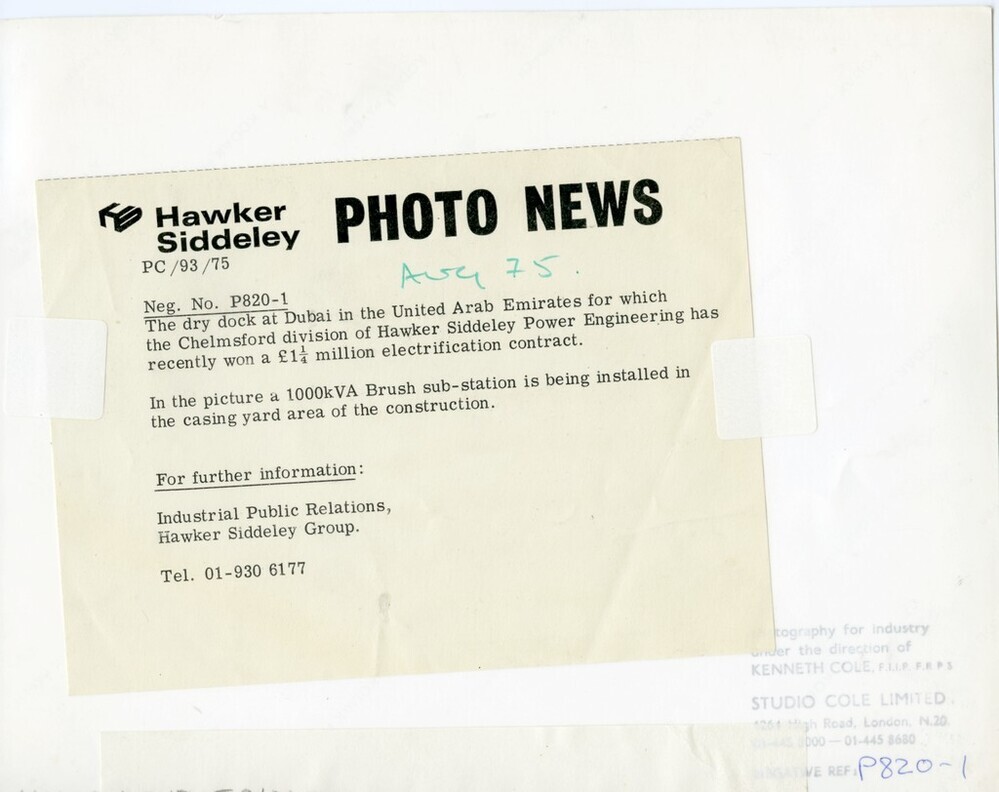 Hawker
Siddeley
PHOTO NEWS
PC/93/75
Aug 75.
Neg. No. P820-1
The dry dock at Dubai in the United Arab Emirates for which
the Chelmsford division of Hawker Siddeley Power Engineering has
recently won a £1¼ million electrification contract.
In the picture a 1000kVA Brush sub-station is being installed in
the casing yard area of the construction.
For further information:
Industrial Public Relations,
Hawker Siddeley Group.
Tel. 01-930 6177
for industry
under the direction of
KENNETH COLE, F.I.I.P. F.R.P.S
STUDIO COLE LIMITED.
High Road, London, N.20.
01-445 8680
REF: P820-1